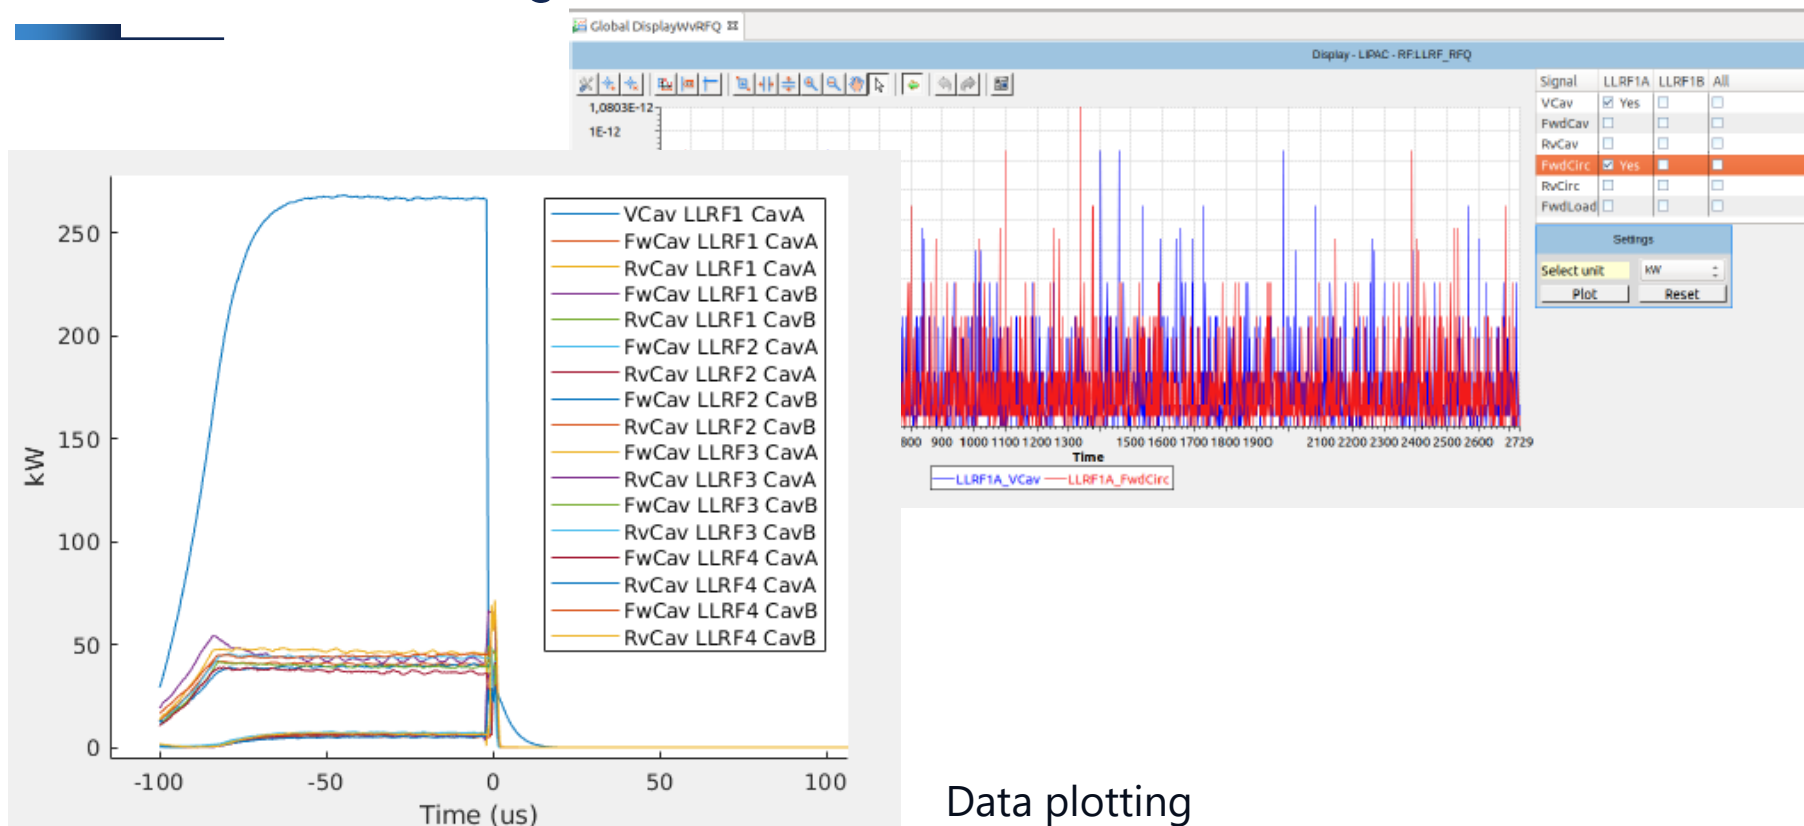 Global DisplayWvRFQ
Display - LIPAC - RF:LLRF_RFQ
Signal LLRF1A LLRF1B All
VCav Yes
FwdCav
RvCav
FwdCirc Yes
RvCirc
FwdLoad
Settings
Select unit kW
Plot Reset
1,0803E-12
1E-12
800 900 1000 1100 1200 1300 1500 1600 1700 1800 1900 2100 2200 2300 2400 2500 2600 2729
Time
LLRF1A_VCav LLRF1A_FwdCirc
250
200
150
100
50
0
kW
-100 -50 0 50 100
Time (us)
VCav LLRF1 CavA
FwCav LLRF1 CavA
RvCav LLRF1 CavA
FwCav LLRF1 CavB
RvCav LLRF1 CavB
FwCav LLRF2 CavA
RvCav LLRF2 CavA
FwCav LLRF2 CavB
RvCav LLRF2 CavB
FwCav LLRF3 CavA
RvCav LLRF3 CavA
FwCav LLRF3 CavB
RvCav LLRF3 CavB
FwCav LLRF4 CavA
RvCav LLRF4 CavA
FwCav LLRF4 CavB
RvCav LLRF4 CavB
Data plotting